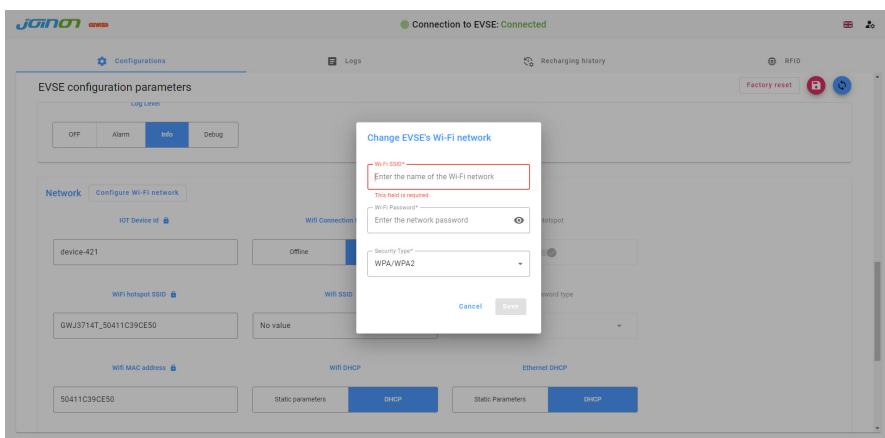 JOINON GEWISS
Connection to EVSE: Connected
Configurations
Logs
Recharging history
RFID
EVSE configuration parameters
Factory reset
Log Level
OFF
Alarm
Info
Debug
Change EVSE's Wi-Fi network
Wi-Fi SSID*
Enter the name of the Wi-Fi network
This field is required
Wi-Fi Password*
Enter the network password
Security Type*
WPA/WPA2
Cancel
Save
Network
Configure Wi-Fi network
IOT Device Id
Wifi Connection
Hotspot
device-421
Offline
WiFi hotspot SSID
Wifi SSID
word type
GWJ3714T_50411C39CE50
No value
Wifi MAC address
Wifi DHCP
Ethernet DHCP
50411C39CE50
Static parameters
DHCP
Static Parameters
DHCP